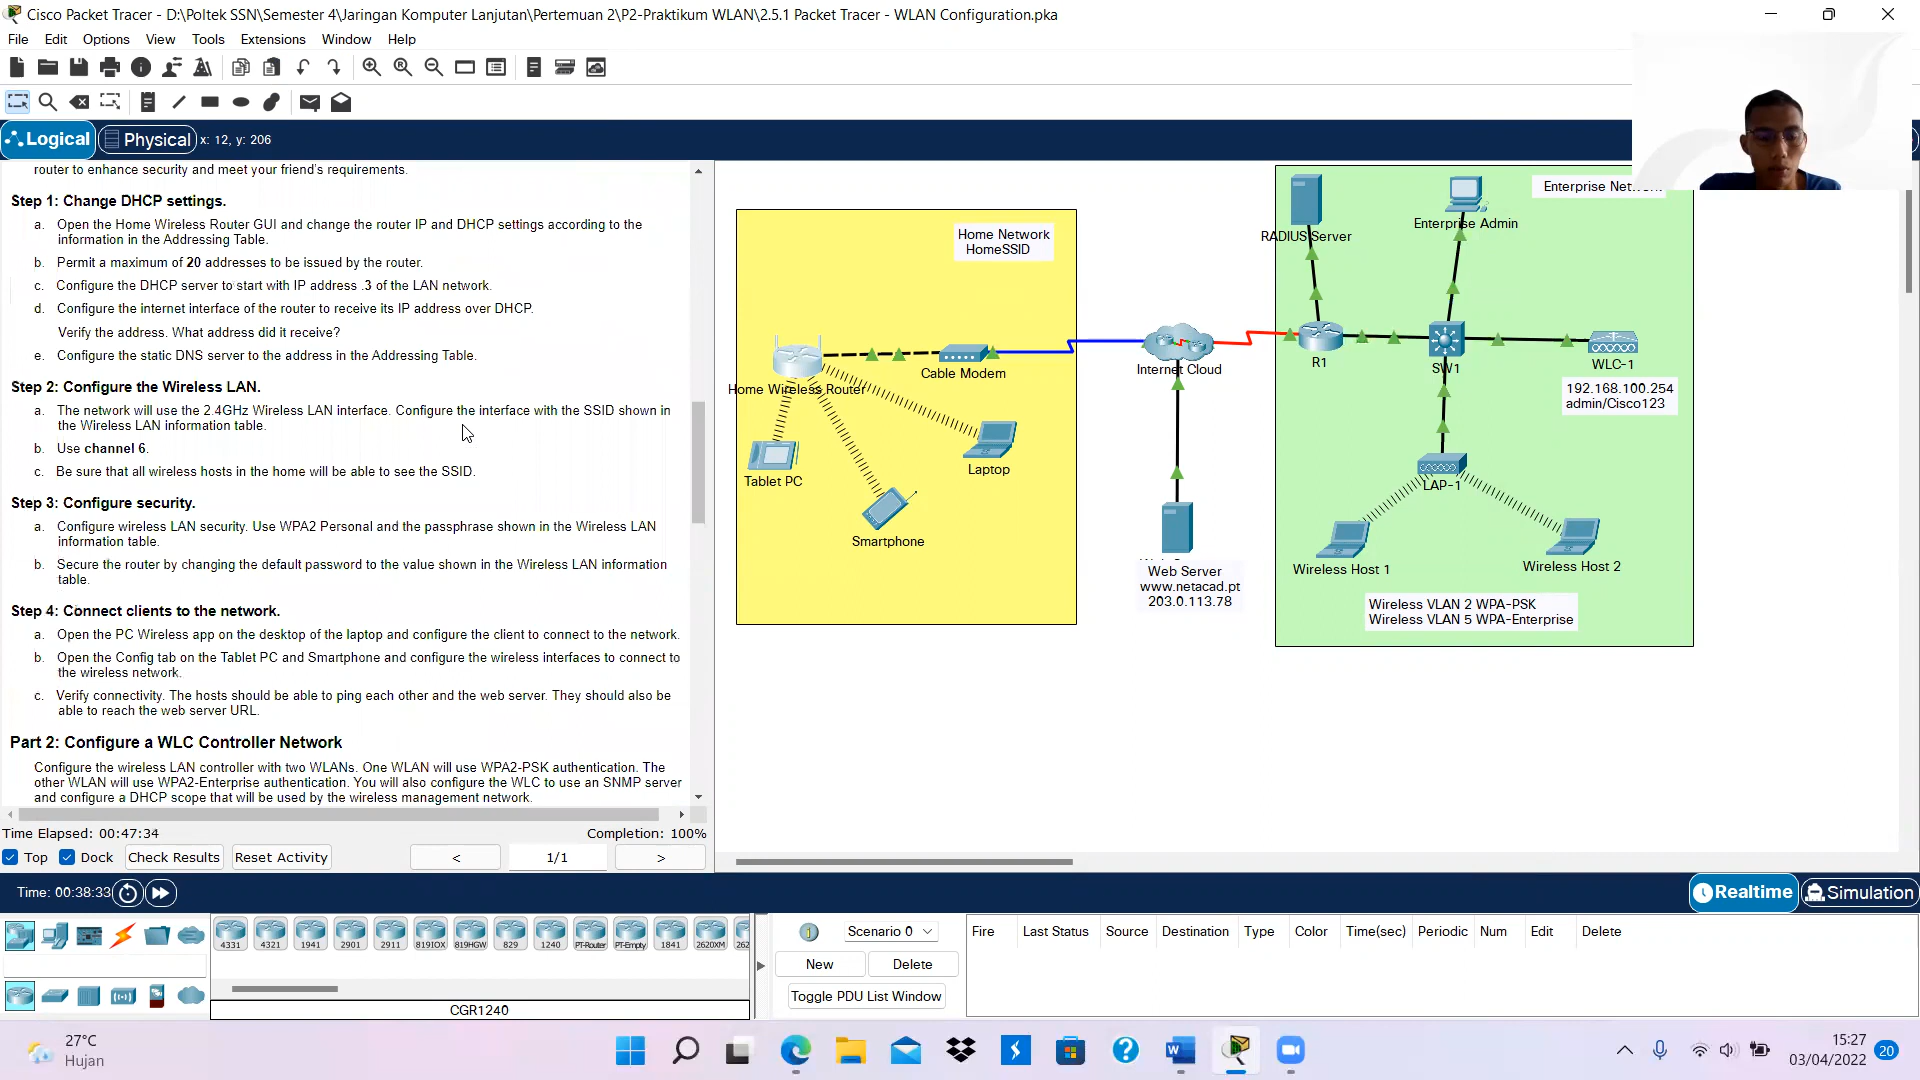 Cisco Packet Tracer - D:\Poltek SSN\Semester 4\Jaringan Komputer Lanjutan\Pertemuan 2\P2-Praktikum WLAN\2.5.1 Packet Tracer - WLAN Configuration.pka
File Edit Options View Tools Extensions Window Help
Logical Physical x: 12, y: 206
router to enhance security and meet your friend's requirements.
Step 1: Change DHCP settings.
a. Open the Home Wireless Router GUI and change the router IP and DHCP settings according to the
information in the Addressing Table.
b. Permit a maximum of 20 addresses to be issued by the router.
c. Configure the DHCP server to start with IP address .3 of the LAN network.
d. Configure the internet interface of the router to receive its IP address over DHCP.
Verify the address. What address did it receive?
e. Configure the static DNS server to the address in the Addressing Table.
Step 2: Configure the Wireless LAN.
a. The network will use the 2.4GHz Wireless LAN interface. Configure the interface with the SSID shown in
the Wireless LAN information table.
b. Use channel 6.
c. Be sure that all wireless hosts in the home will be able to see the SSID.
Step 3: Configure security.
a. Configure wireless LAN security. Use WPA2 Personal and the passphrase shown in the Wireless LAN
information table.
b. Secure the router by changing the default password to the value shown in the Wireless LAN information
table.
Step 4: Connect clients to the network.
a. Open the PC Wireless app on the desktop of the laptop and configure the client to connect to the network.
b. Open the Config tab on the Tablet PC and Smartphone and configure the wireless interfaces to connect to
the wireless network.
c. Verify connectivity. The hosts should be able to ping each other and the web server. They should also be
able to reach the web server URL.
Part 2: Configure a WLC Controller Network
Configure the wireless LAN controller with two WLANs. One WLAN will use WPA2-PSK authentication. The
other WLAN will use WPA2-Enterprise authentication. You will also configure the WLC to use an SNMP server
and configure a DHCP scope that will be used by the wireless management network.
Time Elapsed: 00:47:34 Completion: 100%
Top Dock Check Results Reset Activity < 1/1 >
Home Network
HomeSSID
Home Wireless Router
Cable Modem
Tablet PC
Laptop
Smartphone
Internet Cloud
Web Server
www.netacad.pt
203.0.113.78
RADIUS Server
Enterprise Admin
R1
SW1
WLC-1
192.168.100.254
admin/Cisco123
LAP-1
Wireless Host 1
Wireless Host 2
Wireless VLAN 2 WPA-PSK
Wireless VLAN 5 WPA-Enterprise
Time: 00:38:33
Realtime Simulation
4331 4321 1941 2901 2911 819IOX 819HGW 829 1240 PT-Router PT-Empty 1841 2620XM 262
CGR1240
Scenario 0
New Delete
Toggle PDU List Window
Fire Last Status Source Destination Type Color Time(sec) Periodic Num Edit Delete
27°C
Hujan
15:27
03/04/2022
20